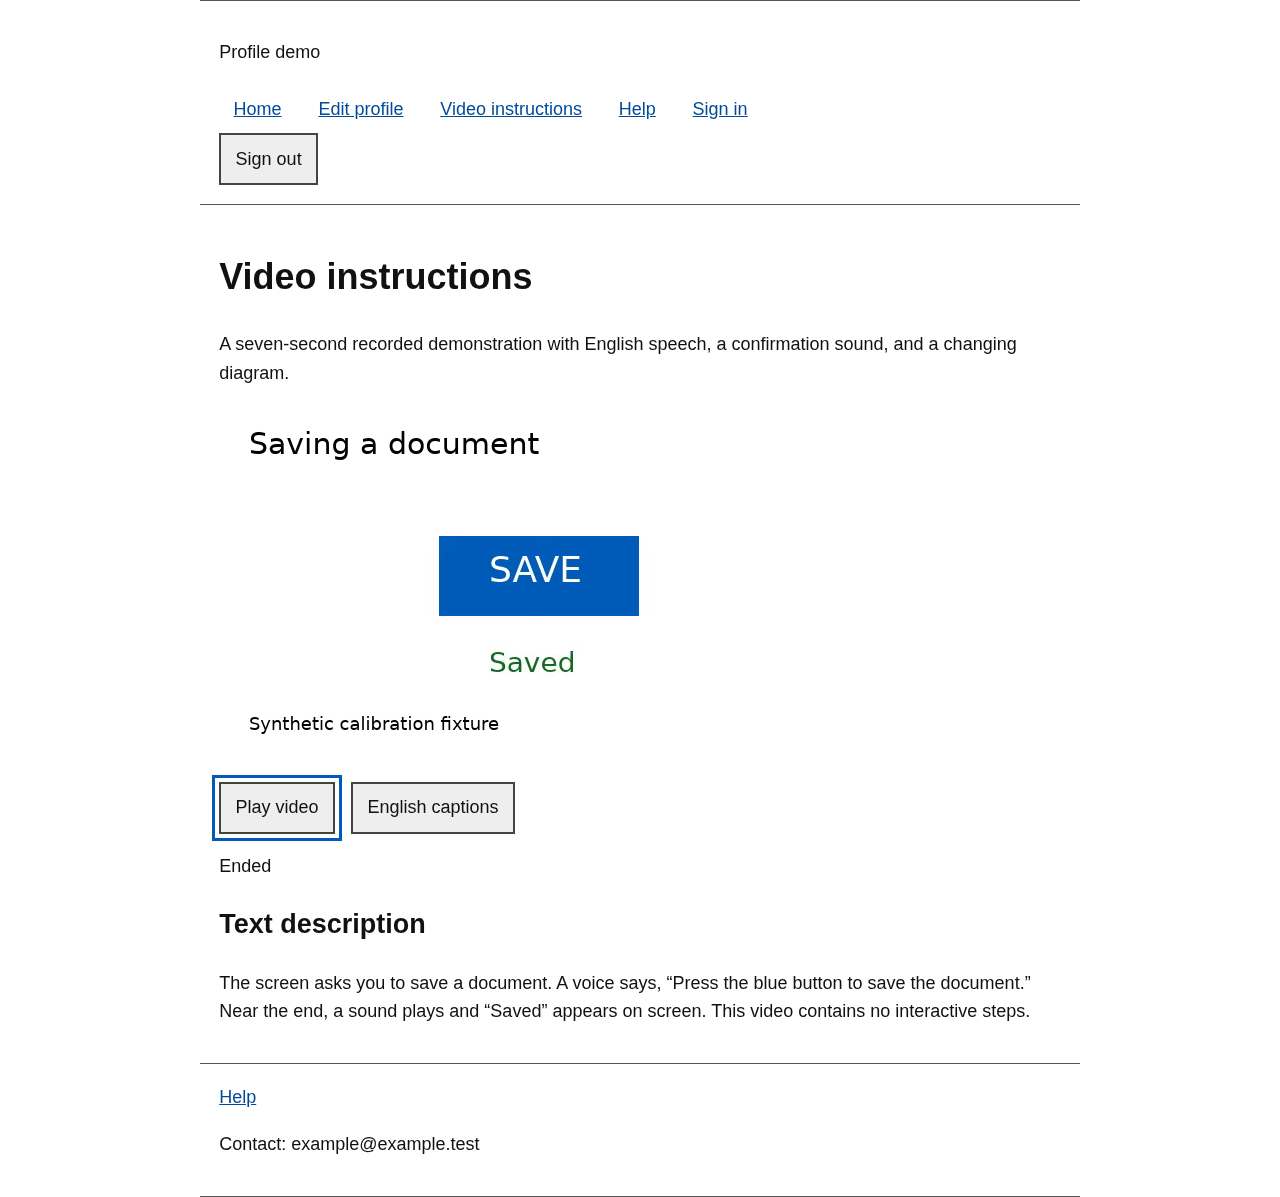 Profile demo
Home Edit profile Video instructions Help Sign in
Sign out
Video instructions
A seven-second recorded demonstration with English speech, a confirmation sound, and a changing
diagram.
Saving a document
SAVE
Saved
Synthetic calibration fixture
Play video English captions
Ended
Text description
The screen asks you to save a document. A voice says, “Press the blue button to save the document.”
Near the end, a sound plays and “Saved” appears on screen. This video contains no interactive steps.
Help
Contact: example@example.test